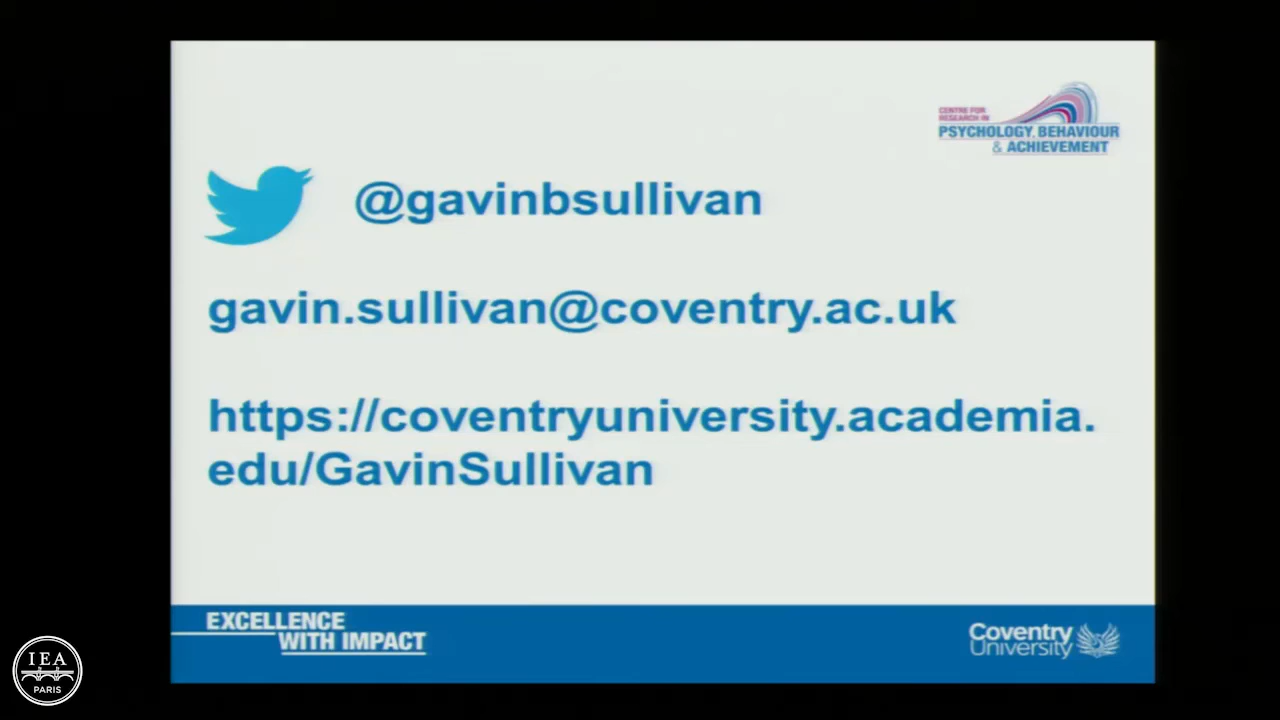 CENTRE FOR
RESEARCH IN
PSYCHOLOGY, BEHAVIOUR
& ACHIEVEMENT
@gavinbsullivan
gavin.sullivan@coventry.ac.uk
https://coventryuniversity.academia.
edu/GavinSullivan
EXCELLENCE
WITH IMPACT
Coventry
University
IEA
PARIS